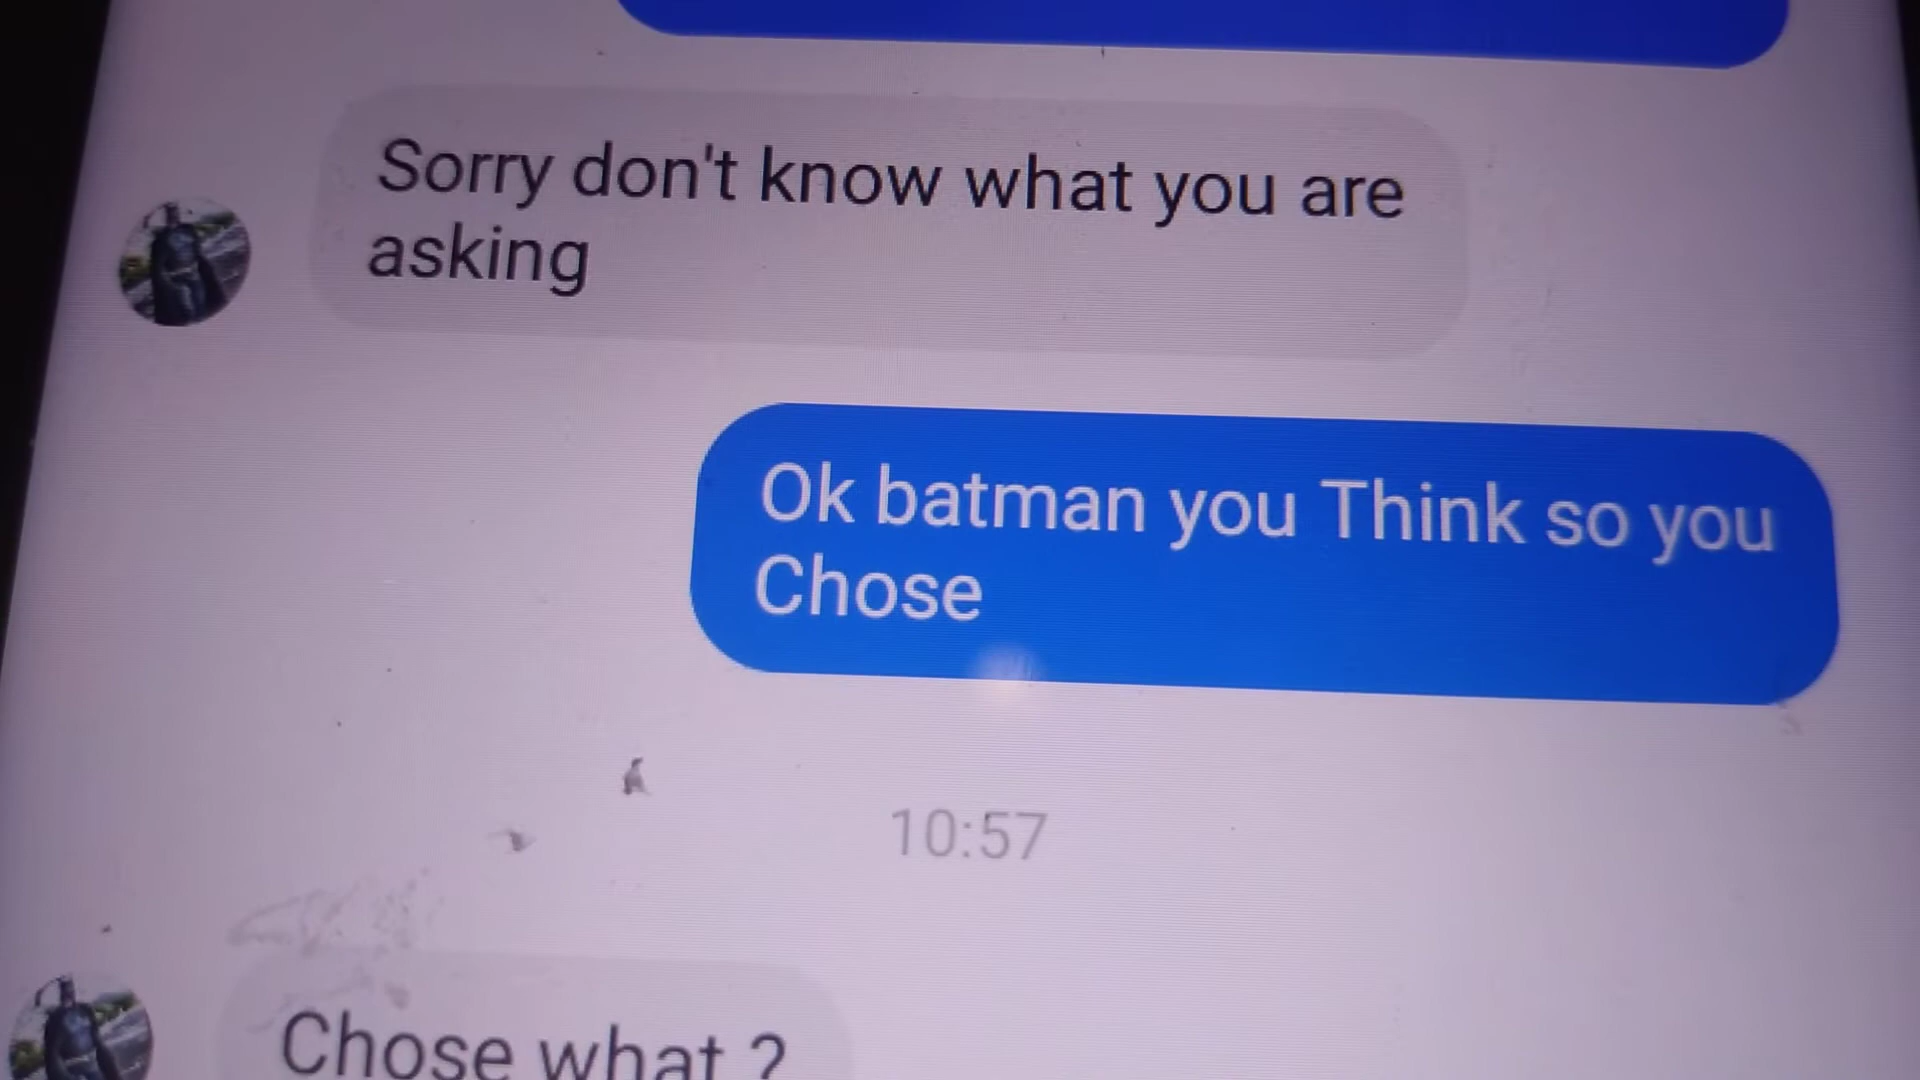 Sorry don't know what you are
asking
Ok batman you Think so you
Chose
10:57
Chose what ?